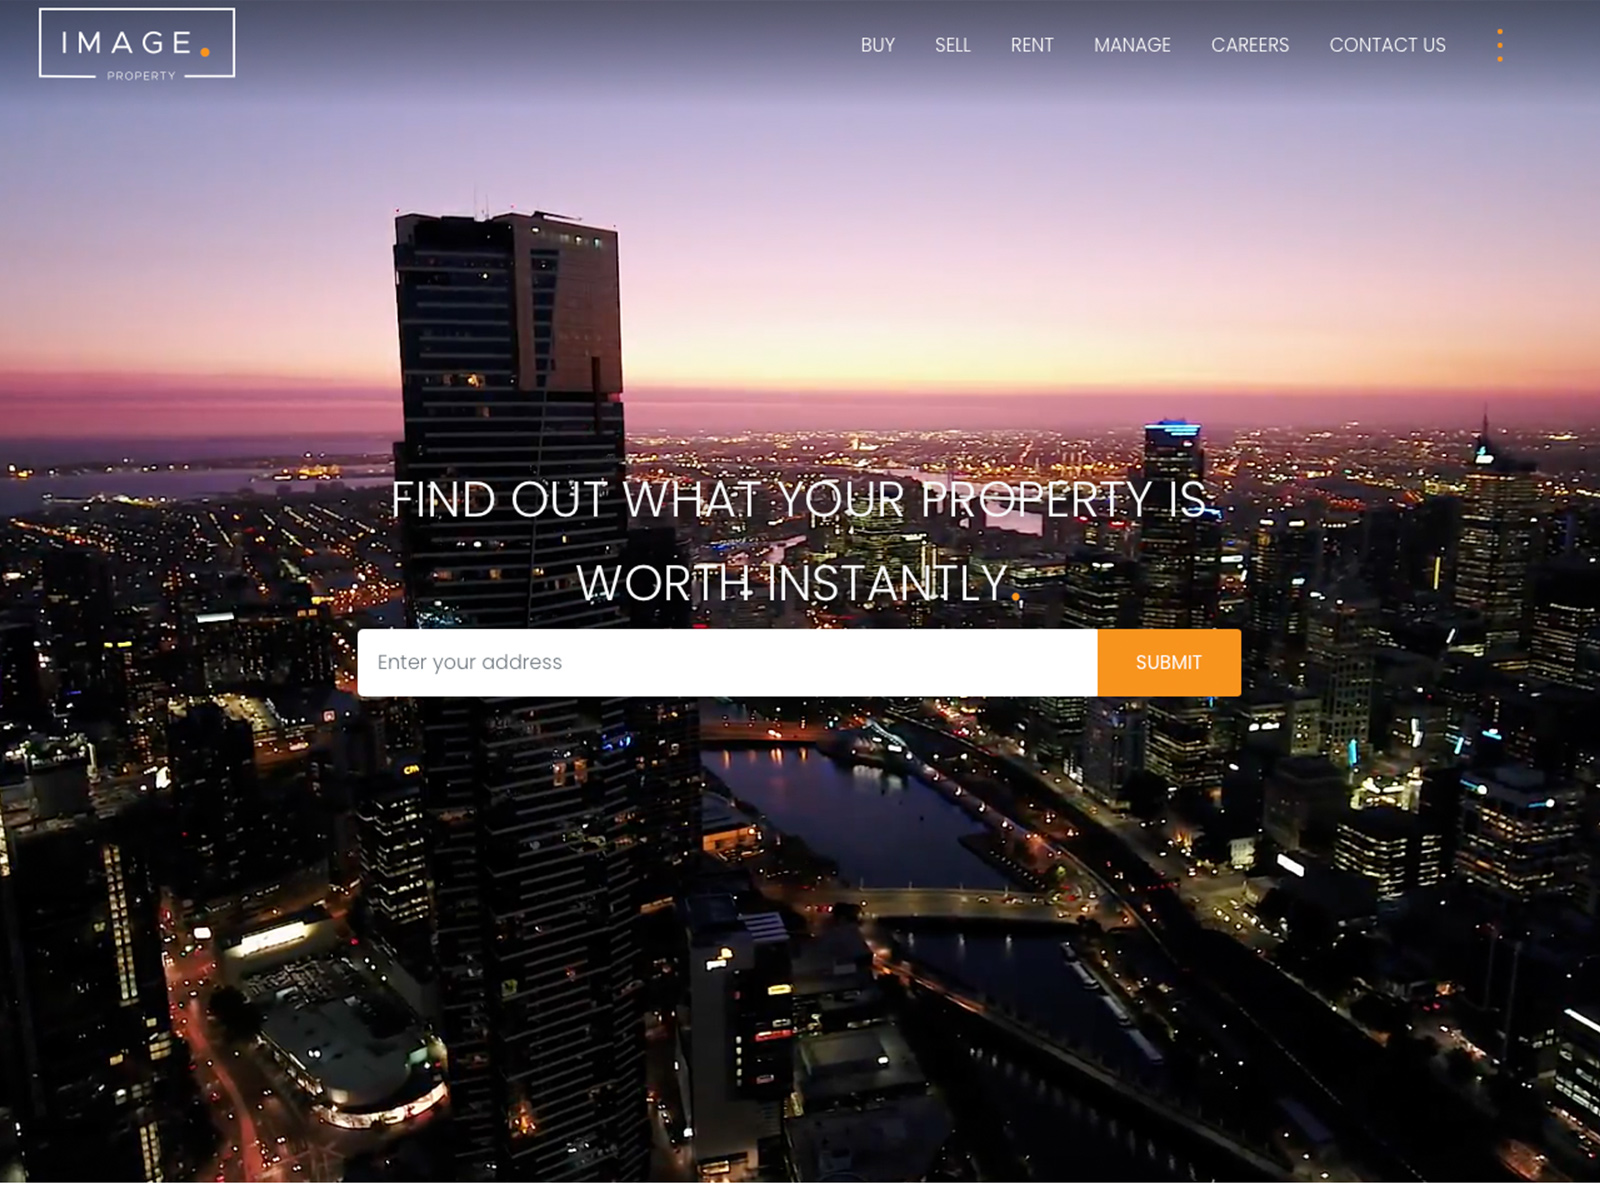 IMAGE.
PROPERTY
BUY SELL RENT MANAGE CAREERS CONTACT US
FIND OUT WHAT YOUR PROPERTY IS
WORTH INSTANTLY.
Enter your address SUBMIT